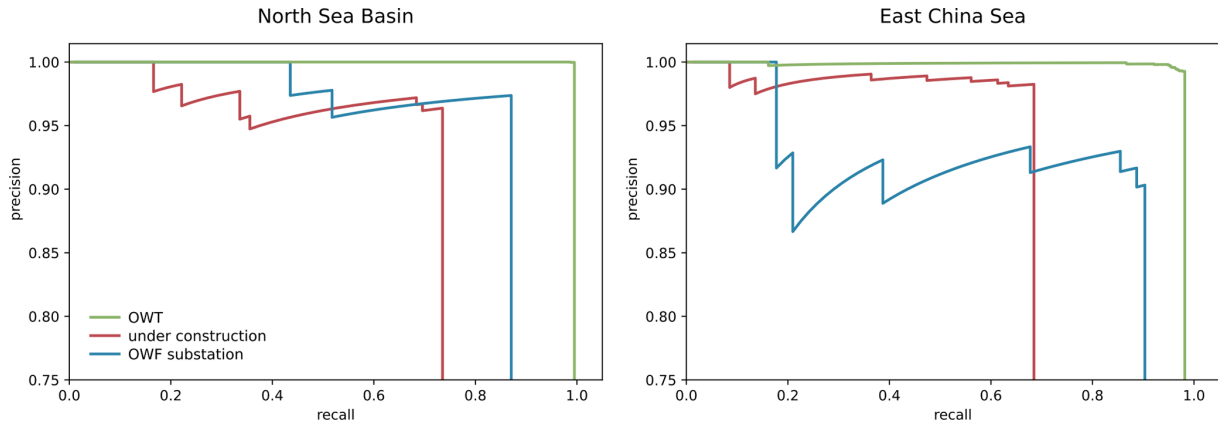 North Sea Basin
1.00
0.95
0.90
0.85
0.80
0.75
precision
OWT
under construction
OWF substation
0.0 0.2 0.4 0.6 0.8 1.0
recall
East China Sea
1.00
0.95
0.90
0.85
0.80
0.75
precision
0.0 0.2 0.4 0.6 0.8 1.0
recall